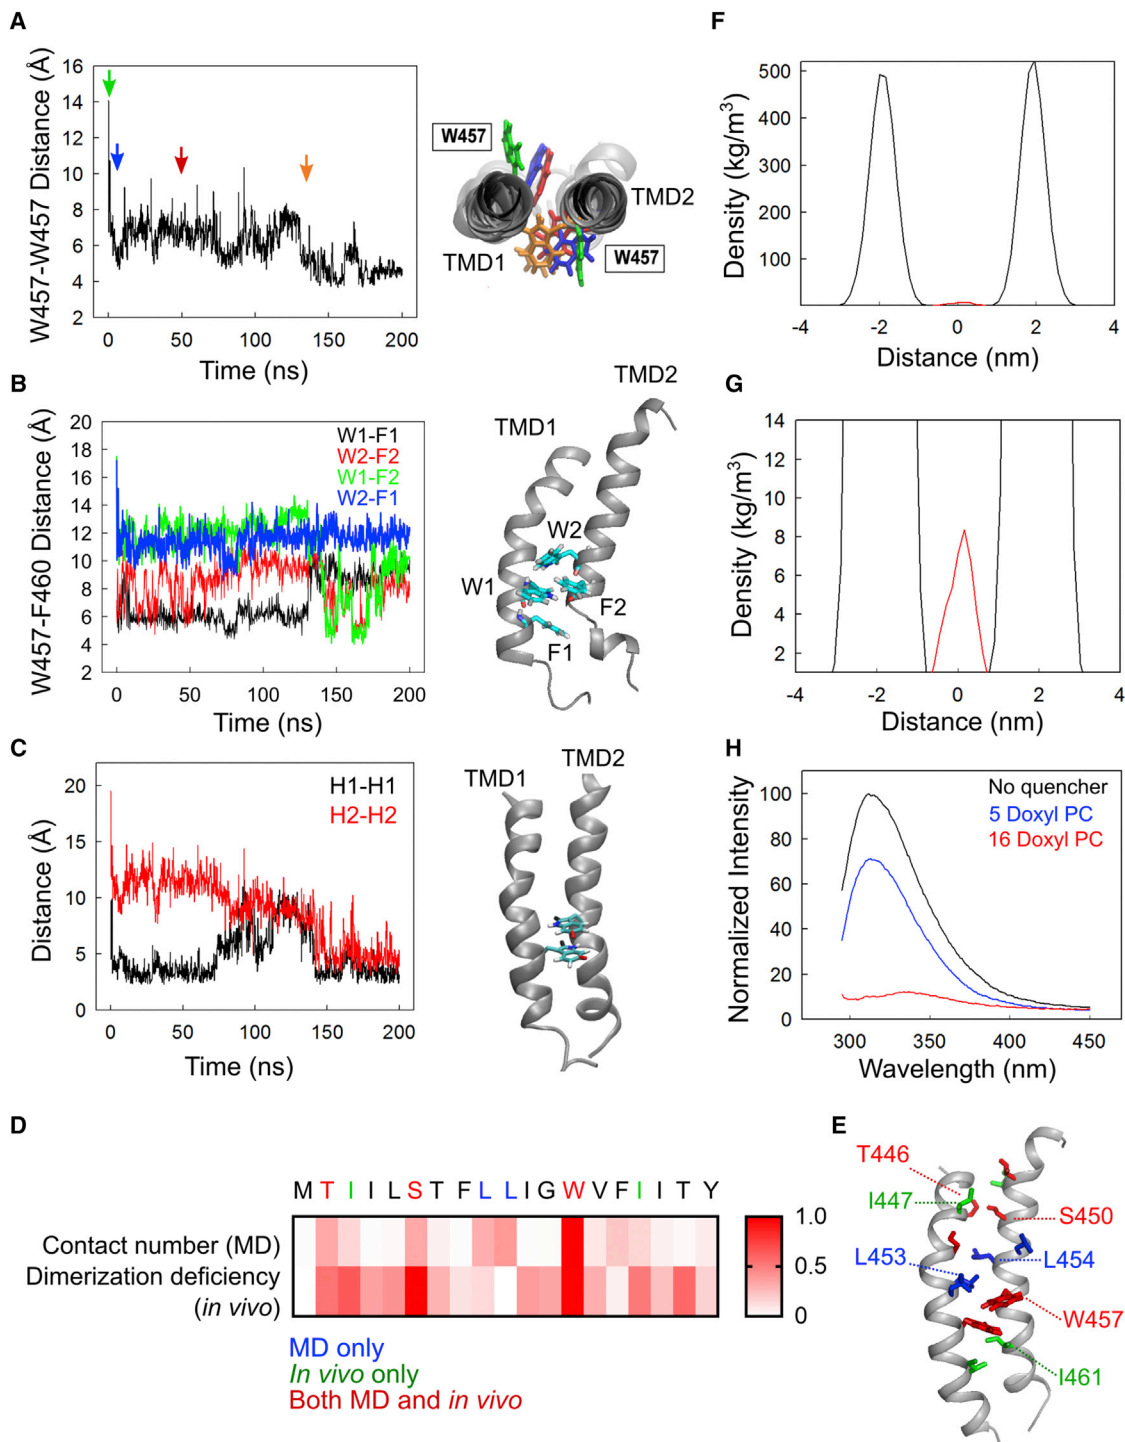 A
W457-W457 Distance (Å)
16
14
12
10
8
6
4
2
0
50
100
150
200
Time (ns)
W457
TMD2
TMD1
W457
F
Density (kg/m3)
500
400
300
200
100
-4
-2
0
2
4
Distance (nm)
B
W457-F460 Distance (Å)
20
18
16
14
12
10
8
6
4
2
W1-F1
W2-F2
W1-F2
W2-F1
0
50
100
150
200
Time (ns)
TMD2
TMD1
W2
W1
F2
F1
G
Density (kg/m3)
14
12
10
8
6
4
2
-4
-2
0
2
4
Distance (nm)
C
Distance (Å)
20
15
10
5
0
H1-H1
H2-H2
0
50
100
150
200
Time (ns)
TMD1
TMD2
H
Normalized Intensity
100
80
60
40
20
0
No quencher
5 Doxyl PC
16 Doxyl PC
300
350
400
450
Wavelength (nm)
D
M T I I L S T F L L I G W V F I I T Y
Contact number (MD)
Dimerization deficiency
(in vivo)
1.0
0.5
0
MD only
In vivo only
Both MD and in vivo
E
T446
I447
S450
L453
L454
W457
I461